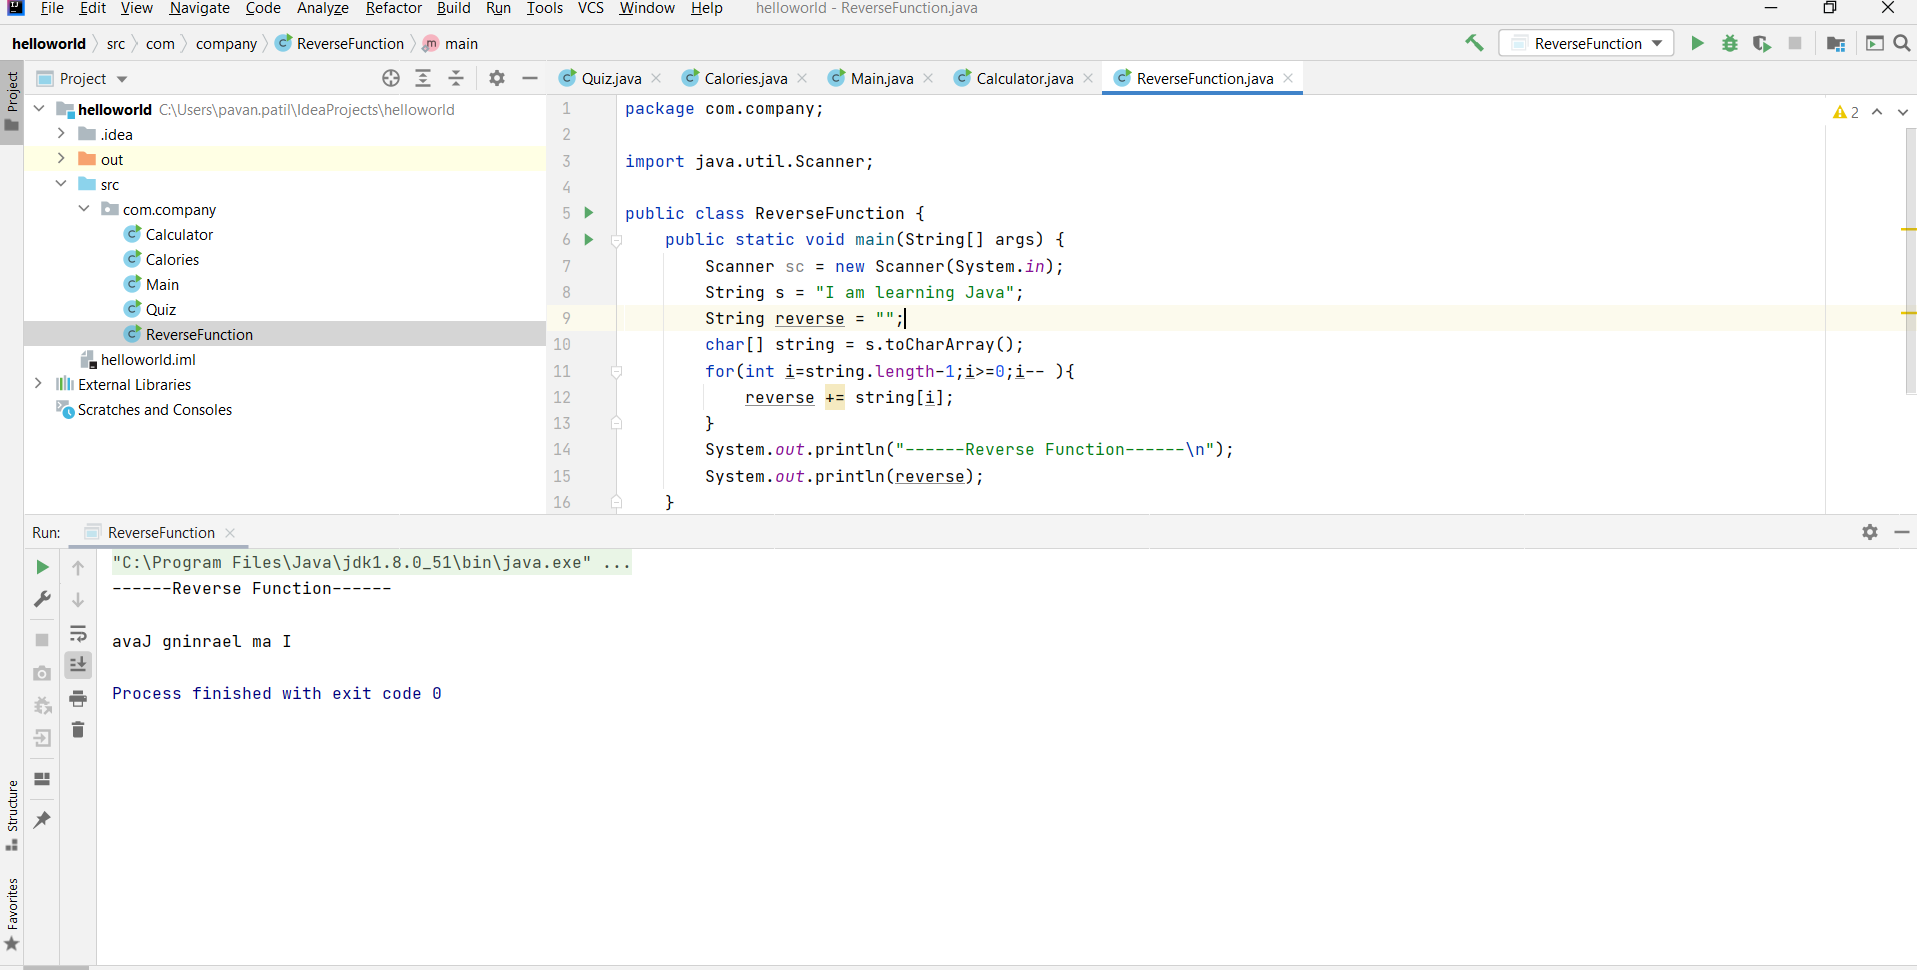 File Edit View Navigate Code Analyze Refactor Build Run Tools VCS Window Help helloworld - ReverseFunction.java
helloworld src com company ReverseFunction main ReverseFunction
Project
Project
Quiz.java Calories.java Main.java Calculator.java ReverseFunction.java
helloworld C:\Users\pavan.patil\IdeaProjects\helloworld
.idea
out
src
com.company
Calculator
Calories
Main
Quiz
ReverseFunction
helloworld.iml
External Libraries
Scratches and Consoles
1 package com.company;
2
3 import java.util.Scanner;
4
5 public class ReverseFunction {
6 public static void main(String[] args) {
7 Scanner sc = new Scanner(System.in);
8 String s = "I am learning Java";
9 String reverse = "";
10 char[] string = s.toCharArray();
11 for(int i=string.length-1;i>=0;i-- ){
12 reverse += string[i];
13 }
14 System.out.println("------Reverse Function------\n");
15 System.out.println(reverse);
16 }
2
Run: ReverseFunction
"C:\Program Files\Java\jdk1.8.0_51\bin\java.exe" ...
------Reverse Function------
avaJ gninrael ma I
Process finished with exit code 0
Structure
Favorites